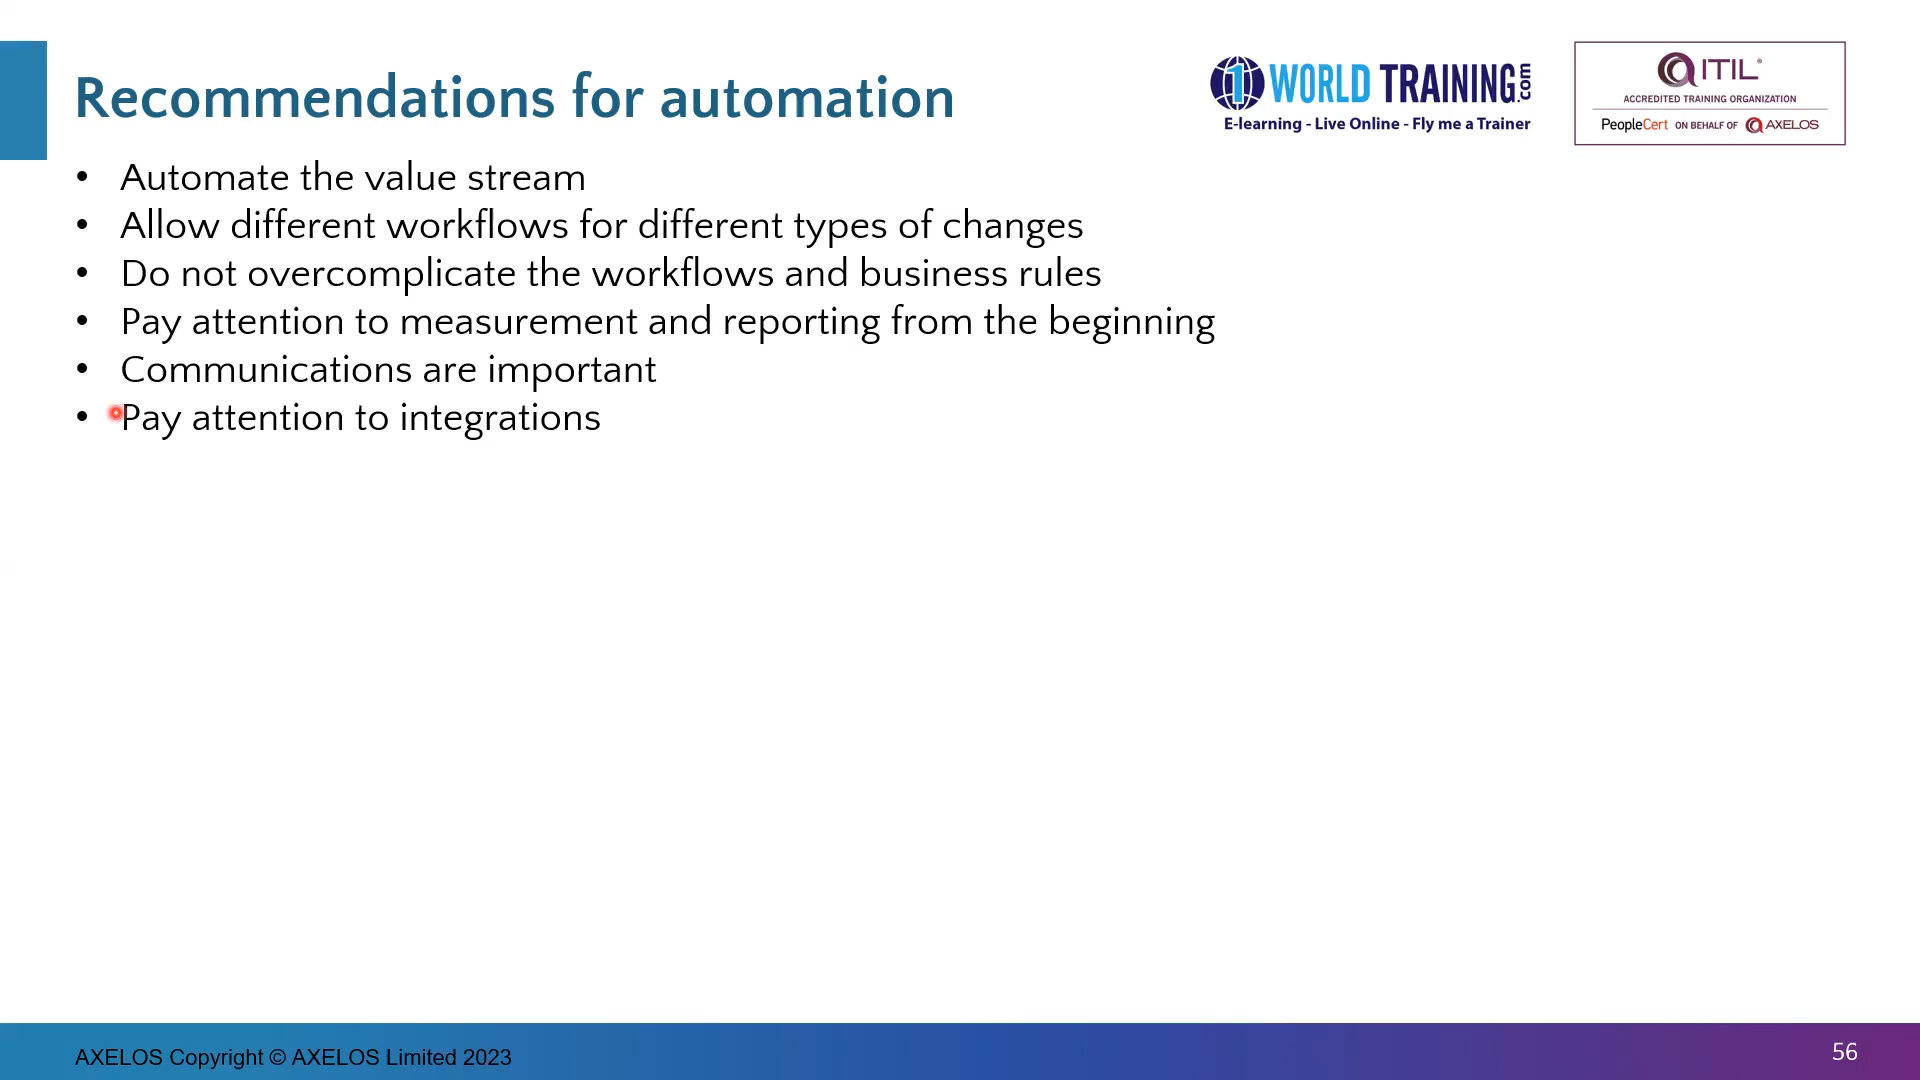 Recommendations for automation
1 WORLD TRAINING .com
E-learning - Live Online - Fly me a Trainer
ITIL®
ACCREDITED TRAINING ORGANIZATION
PeopleCert ON BEHALF OF AXELOS
• Automate the value stream
• Allow different workflows for different types of changes
• Do not overcomplicate the workflows and business rules
• Pay attention to measurement and reporting from the beginning
• Communications are important
• Pay attention to integrations
AXELOS Copyright © AXELOS Limited 2023
56